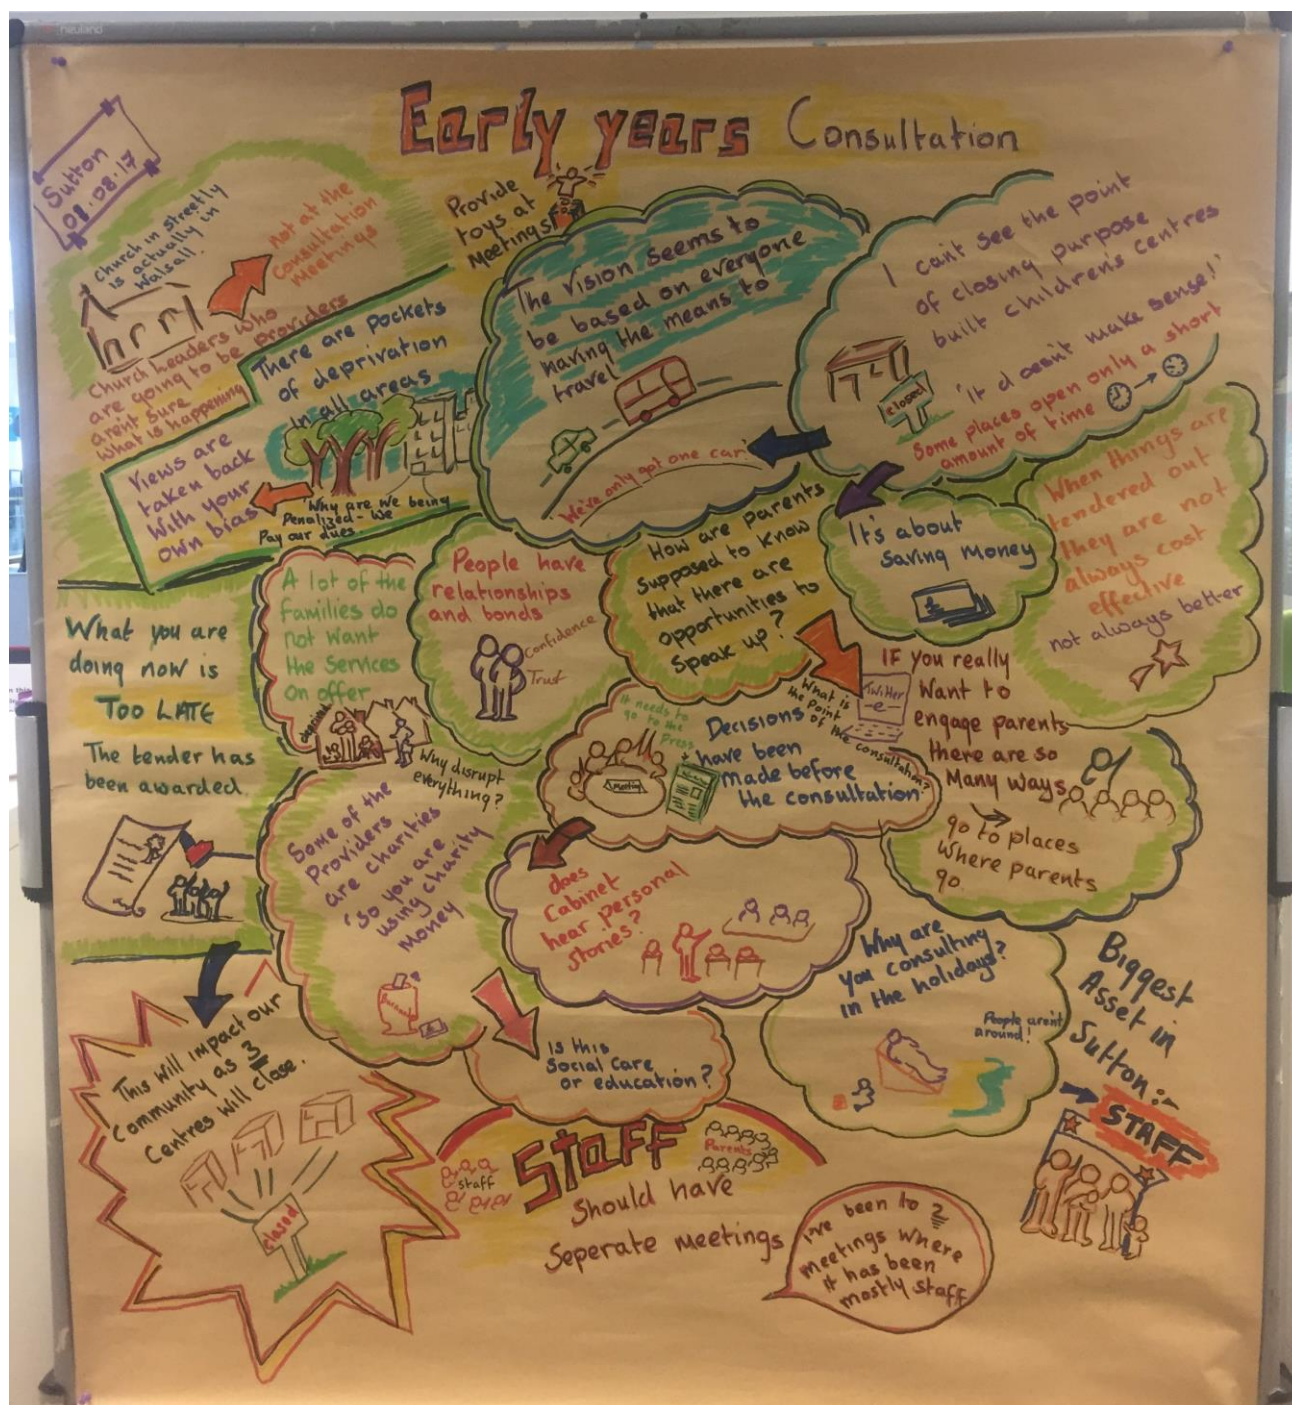 neuland
Early years Consultation
Sutton
01.08.17
Church in streetly
is actually in
Walsall.
Not at the
Consultation
Meetings
Church Leaders who
are going to be providers
arent sure
what is happening
Provide
toys at
Meetings
There are pockets
of deprivation
in all areas
Views are
taken back
With your
own bias
"Why are we being
Penalized - We
Pay our dues.
The vision seems to
be based on everyone
having the means to
travel
We've only got one car
I can't see the point
of closing purpose
built children's centres
'it doesn't make sense!'
Closed
Some places open only a short
amount of time
When things are
tendered out
they are not
always cost
effective
not always better
It's about
Saving Money
£
How are parents
supposed to know
that there are
opportunities to
Speak up?
People have
relationships
and bonds
Confidence
Trust
A lot of the
families do
not want
the services
on offer
Why disrupt
everything?
What you are
doing now is
TOO LATE
The tender has
been awarded.
IF you really
Want to
engage parents
there are so
Many ways
go to places
Where parents
go
Twitter
What is
the point
of
the consultation?
It needs to
go to the
Press
Meeting
Decisions
have been
made before
the consultation
Some of the
Providers
are charities
'so you are
using charity
Money
does
Cabinet
hear personal
stories?
Why are
you consulting
in the holidays?
People aren't
around!
Biggest
Asset in
Sutton:-
STAFF
This will impact our
Community as 3
Centres will close.
Closed
Is this
Social Care
or education?
Staff
Staff
Parents
Should have
Seperate meetings
I've been to 2
meetings where
it has been
mostly staff